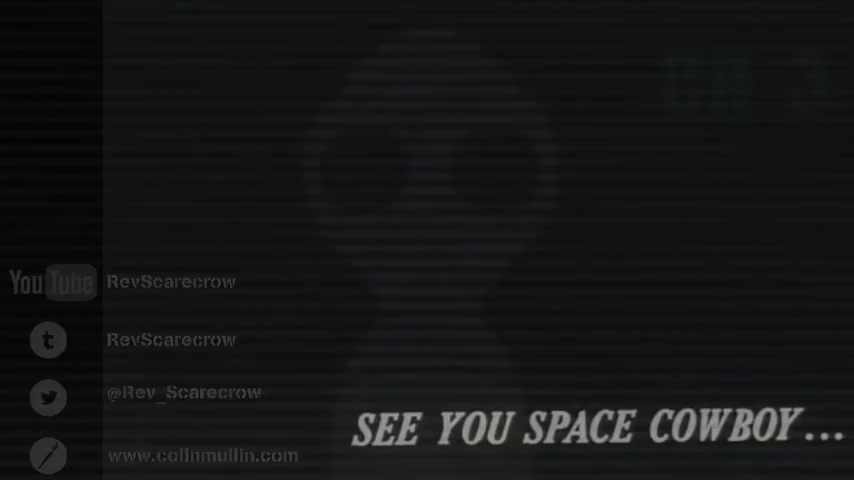 YouTube RevScarecrow
RevScarecrow
@Rev_Scarecrow
www.colinmullin.com
SEE YOU SPACE COWBOY...